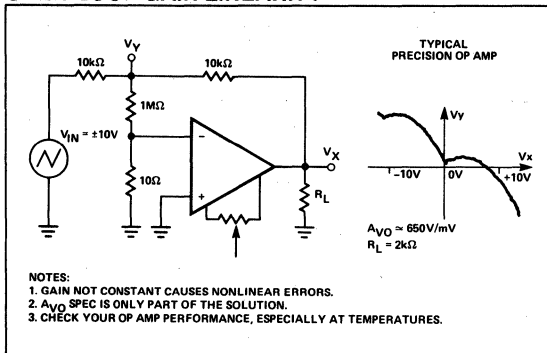 TYPICAL
PRECISION OP AMP
VY
10kΩ
10kΩ
1MΩ
VIN = ±10V
10Ω
VX
RL
Vy
Vx
-10V
0V
+10V
AVO ≃ 650V/mV
RL = 2kΩ
NOTES:
1. GAIN NOT CONSTANT CAUSES NONLINEAR ERRORS.
2. AVO SPEC IS ONLY PART OF THE SOLUTION.
3. CHECK YOUR OP AMP PERFORMANCE, ESPECIALLY AT TEMPERATURES.